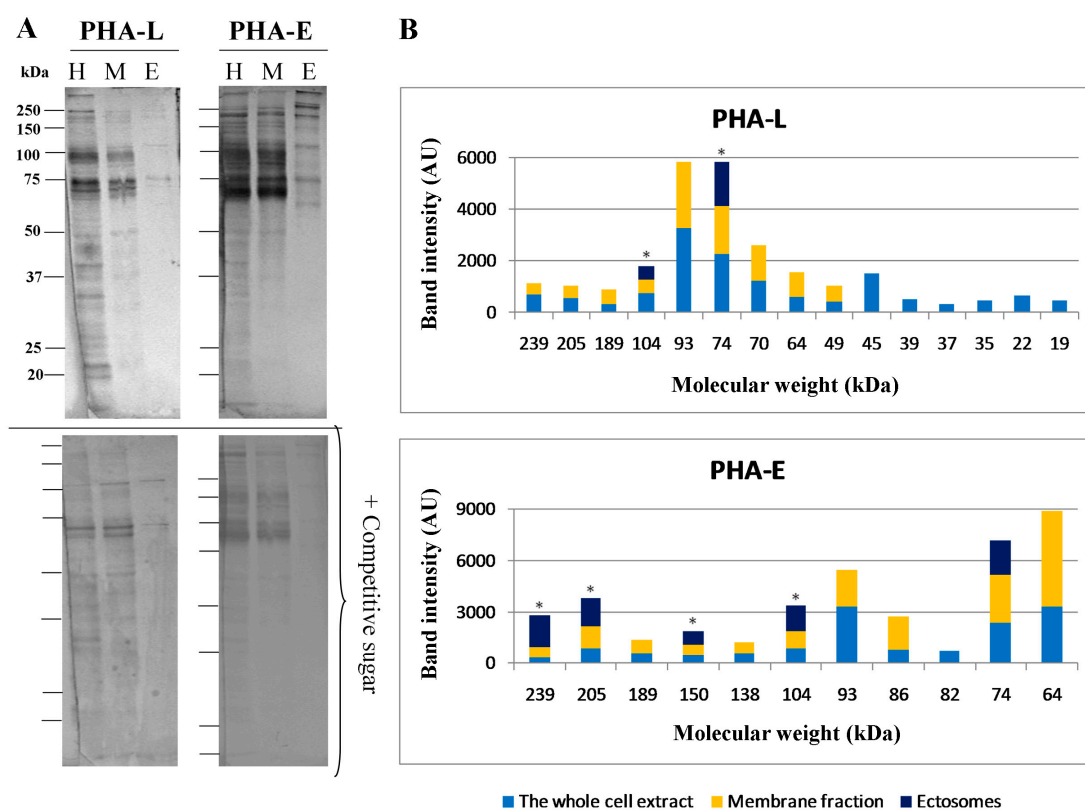 A
PHA-L PHA-E
kDa H M E H M E
250
150
100
75
50
37
25
20
+ Competitive sugar
B
PHA-L
Band intensity (AU)
6000
4000
2000
0
* *
239 205 189 104 93 74 70 64 49 45 39 37 35 22 19
Molecular weight (kDa)
PHA-E
Band intensity (AU)
9000
6000
3000
0
* * * *
239 205 189 150 138 104 93 86 82 74 64
Molecular weight (kDa)
The whole cell extract Membrane fraction Ectosomes